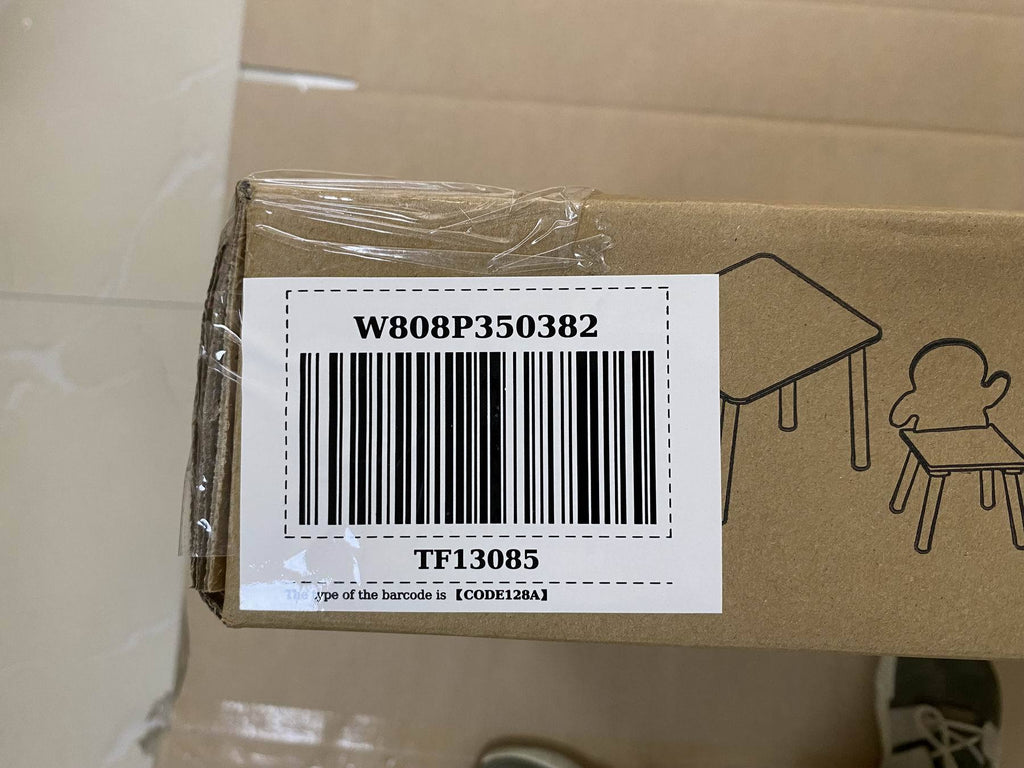 W808P350382
TF13085
The type of the barcode is 【CODE128A】